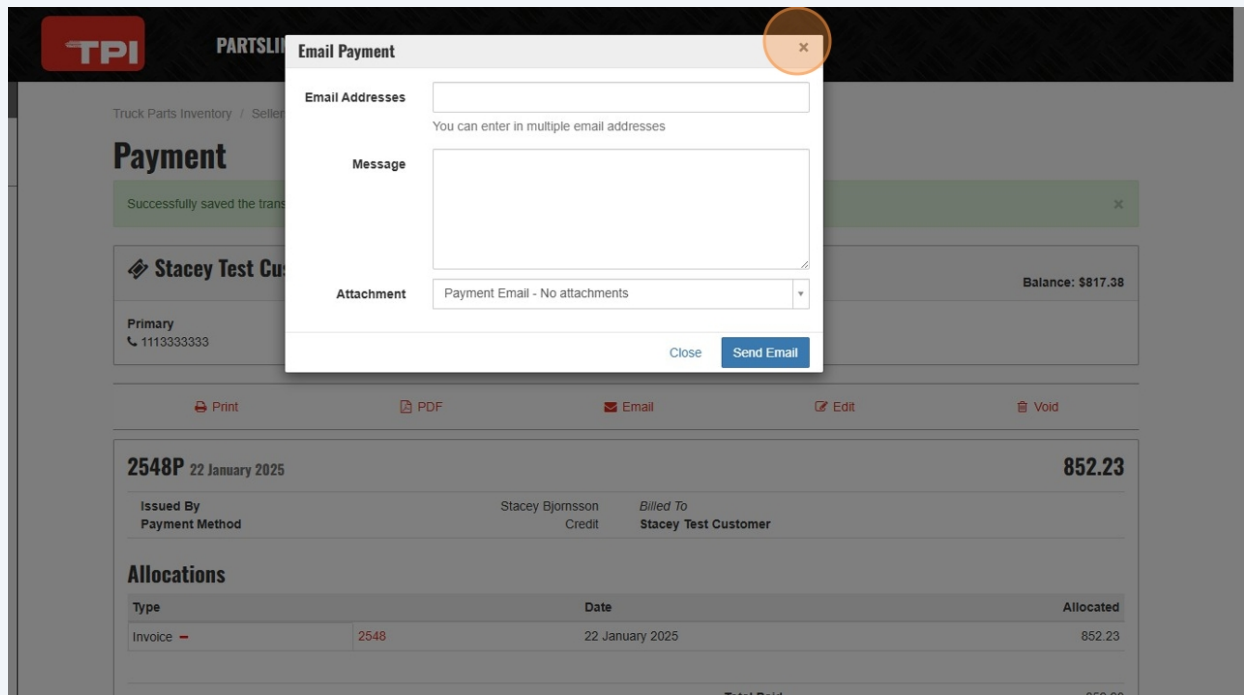 TPI
PARTSLI
Email Payment
×
Email Addresses
You can enter in multiple email addresses
Message
Attachment
Payment Email - No attachments
Close
Send Email
Truck Parts Inventory / Seller
Payment
Successfully saved the trans
×
Stacey Test Cu
Balance: $817.38
Primary
1113333333
Print
PDF
Email
Edit
Void
2548P 22 January 2025
852.23
Issued By
Stacey Bjornsson
Billed To
Payment Method
Credit
Stacey Test Customer
Allocations
Type
Date
Allocated
Invoice
2548
22 January 2025
852.23
Total Paid